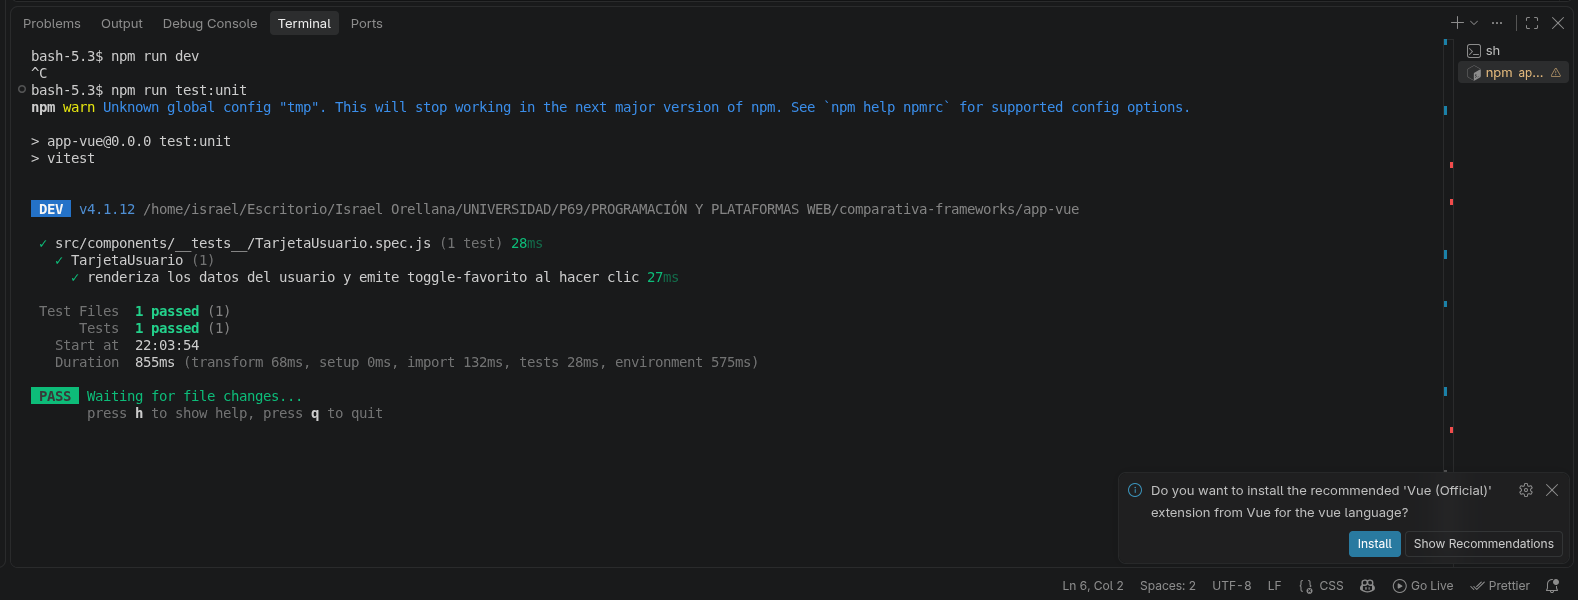 Problems Output Debug Console Terminal Ports
bash-5.3$ npm run dev
^C
bash-5.3$ npm run test:unit
npm warn Unknown global config "tmp". This will stop working in the next major version of npm. See `npm help npmrc` for supported config options.
> app-vue@0.0.0 test:unit
> vitest
DEV v4.1.12 /home/israel/Escritorio/Israel Orellana/UNIVERSIDAD/P69/PROGRAMACIÓN Y PLATAFORMAS WEB/comparativa-frameworks/app-vue
✓ src/components/__tests__/TarjetaUsuario.spec.js (1 test) 28ms
✓ TarjetaUsuario (1)
✓ renderiza los datos del usuario y emite toggle-favorito al hacer clic 27ms
Test Files 1 passed (1)
Tests 1 passed (1)
Start at 22:03:54
Duration 855ms (transform 68ms, setup 0ms, import 132ms, tests 28ms, environment 575ms)
PASS Waiting for file changes...
press h to show help, press q to quit
sh
npm ap...
Do you want to install the recommended 'Vue (Official)'
extension from Vue for the vue language?
Install Show Recommendations
Ln 6, Col 2 Spaces: 2 UTF-8 LF { } CSS Go Live Prettier